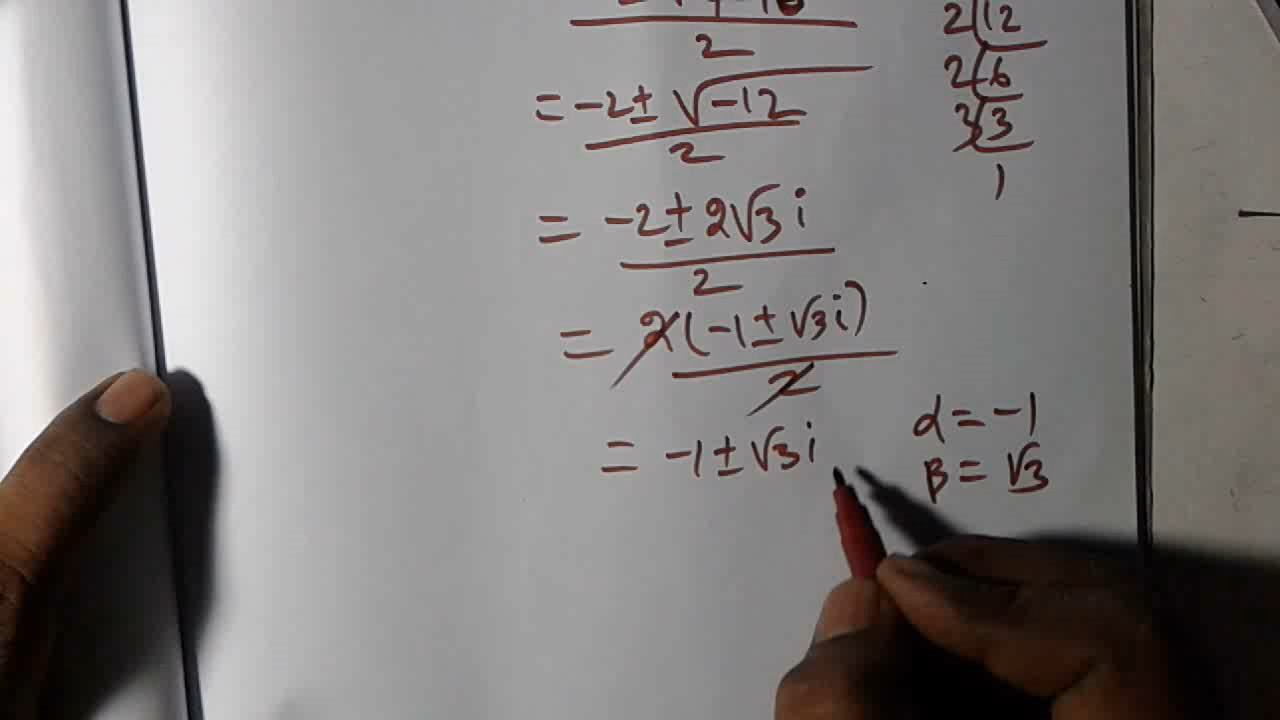 2
= -2 ± √-12
2
= -2 ± 2√3 i
2
= 2(-1 ± √3 i)
2
= -1 ± √3 i
2 12
2 6
3 3
1
α = -1
β = √3